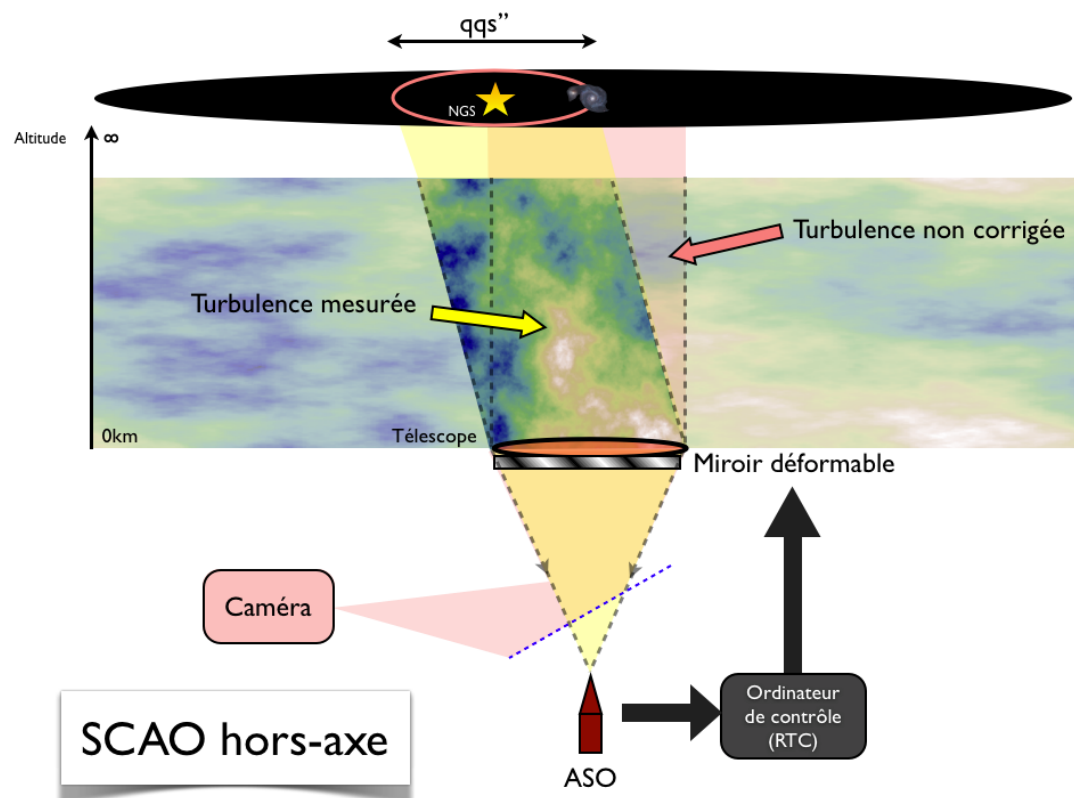 qqs”
NGS
Altitude
∞
Turbulence non corrigée
Turbulence mesurée
0km
Télescope
Miroir déformable
Caméra
Ordinateur
de contrôle
(RTC)
SCAO hors-axe
ASO